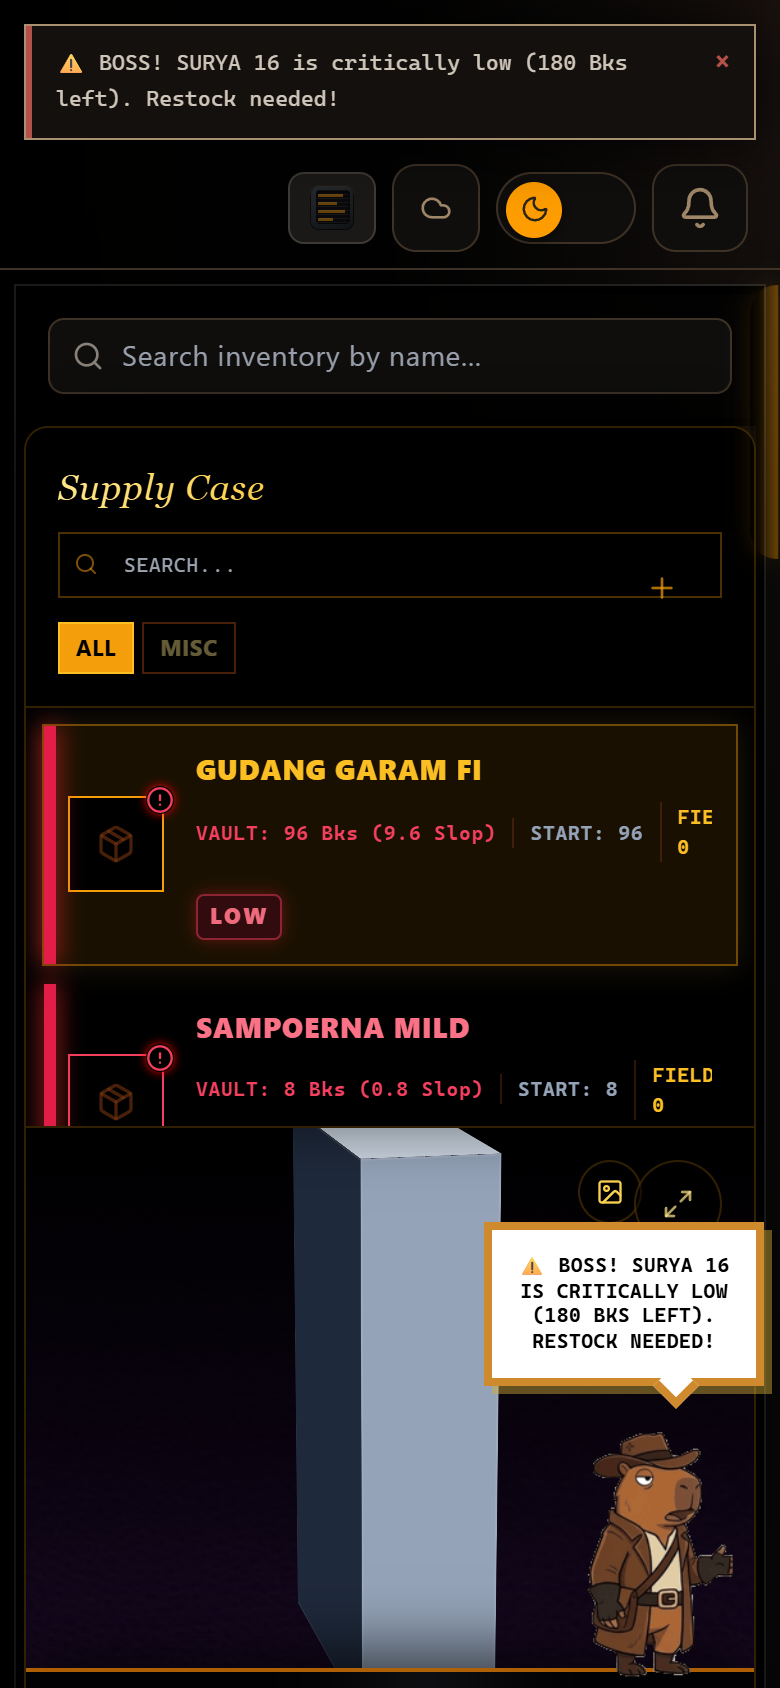 ⚠️ BOSS! SURYA 16 is critically low (180 Bks
left). Restock needed!
×
Search inventory by name...
Supply Case
SEARCH...
ALL MISC
GUDANG GARAM FI
VAULT: 96 Bks (9.6 Slop) START: 96 FIE
0
LOW
SAMPOERNA MILD
VAULT: 8 Bks (0.8 Slop) START: 8 FIELD
0
⚠️ BOSS! SURYA 16
IS CRITICALLY LOW
(180 BKS LEFT).
RESTOCK NEEDED!